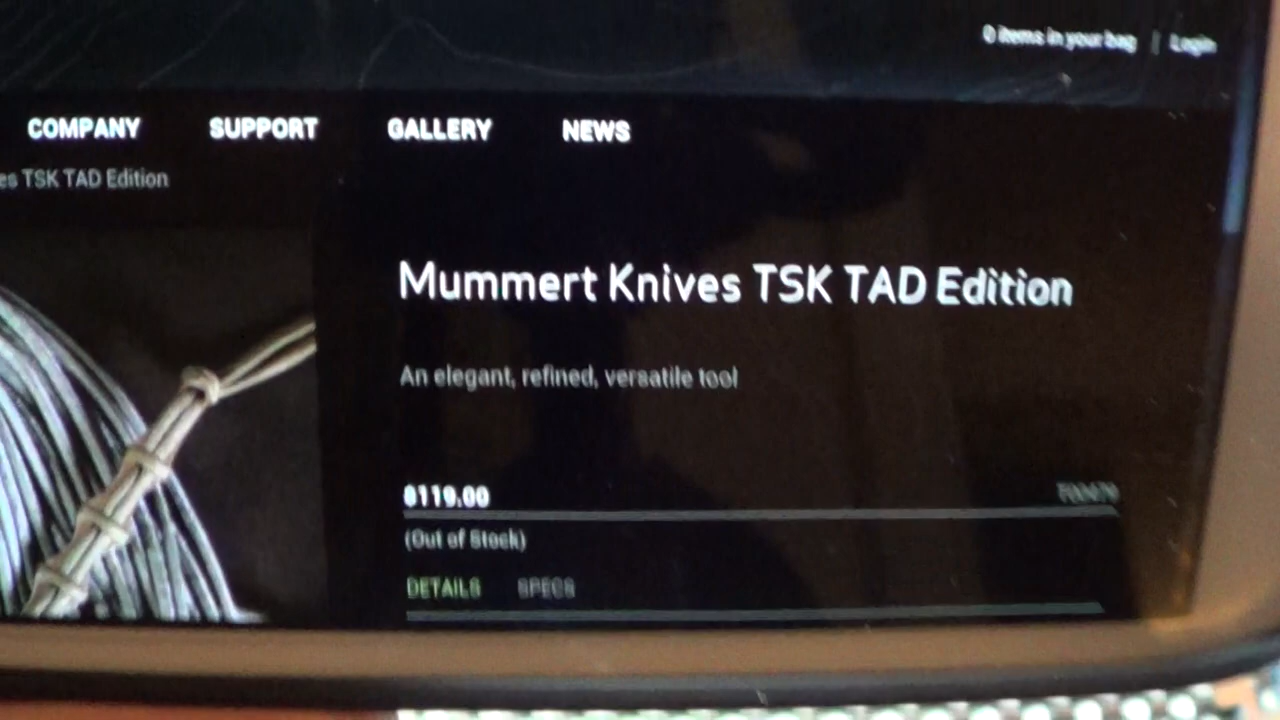 0 items in your bag | Login
COMPANY SUPPORT GALLERY NEWS
es TSK TAD Edition
Mummert Knives TSK TAD Edition
An elegant, refined, versatile tool
$119.00
(Out of Stock)
DETAILS SPECS